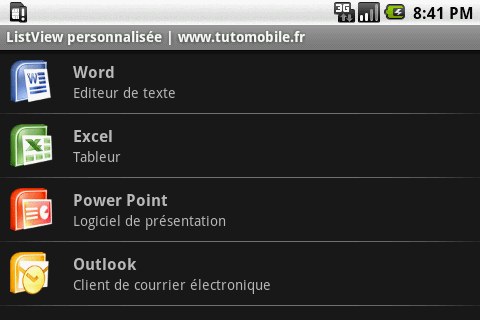 3G
8:41 PM
ListView personnalisée | www.tutomobile.fr
Word
Editeur de texte
Excel
Tableur
Power Point
Logiciel de présentation
Outlook
Client de courrier électronique